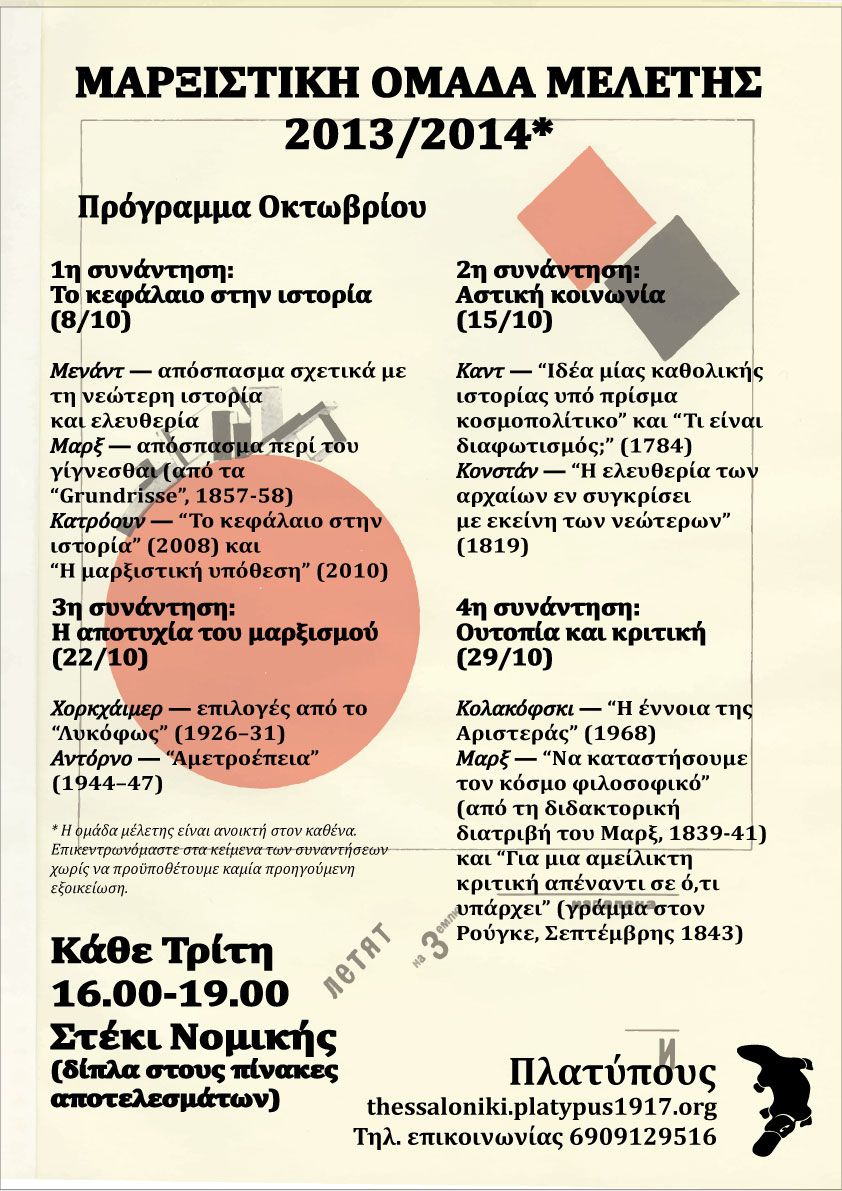 ΜΑΡΞΙΣΤΙΚΗ ΟΜΑΔΑ ΜΕΛΕΤΗΣ
2013/2014*
Πρόγραμμα Οκτωβρίου
1η συνάντηση:
Το κεφάλαιο στην ιστορία
(8/10)
Μενάντ — απόσπασμα σχετικά με
τη νεώτερη ιστορία
και ελευθερία
Μαρξ — απόσπασμα περί του
γίγνεσθαι (από τα
“Grundrisse”, 1857-58)
Κατρόουν — “Το κεφάλαιο στην
ιστορία” (2008) και
“Η μαρξιστική υπόθεση” (2010)
2η συνάντηση:
Αστική κοινωνία
(15/10)
Καντ — “Ιδέα μίας καθολικής
ιστορίας υπό πρίσμα
κοσμοπολίτικο” και “Τι είναι
διαφωτισμός;” (1784)
Κονστάν — “Η ελευθερία των
αρχαίων εν συγκρίσει
με εκείνη των νεώτερων”
(1819)
3η συνάντηση:
Η αποτυχία του μαρξισμού
(22/10)
Χορκχάιμερ — επιλογές από το
“Λυκόφως” (1926–31)
Αντόρνο — “Αμετροέπεια”
(1944–47)
4η συνάντηση:
Ουτοπία και κριτική
(29/10)
Κολακόφσκι — “Η έννοια της
Αριστεράς” (1968)
Μαρξ — “Να καταστήσουμε
τον κόσμο φιλοσοφικό”
(από τη διδακτορική
διατριβή του Μαρξ, 1839-41)
και “Για μια αμείλικτη
κριτική απέναντι σε ό,τι
υπάρχει” (γράμμα στον
Ρούγκε, Σεπτέμβρης 1843)
* Η ομάδα μέλετης είναι ανοικτή στον καθένα.
Επικεντρωνόμαστε στα κείμενα των συναντήσεων
χωρίς να προϋποθέτουμε καμία προηγούμενη
εξοικείωση.
летят
на З емлю
Κάθε Τρίτη
16.00-19.00
Στέκι Νομικής
(δίπλα στους πίνακες
αποτελεσμάτων)
И
Πλατύπους
thessaloniki.platypus1917.org
Τηλ. επικοινωνίας 6909129516